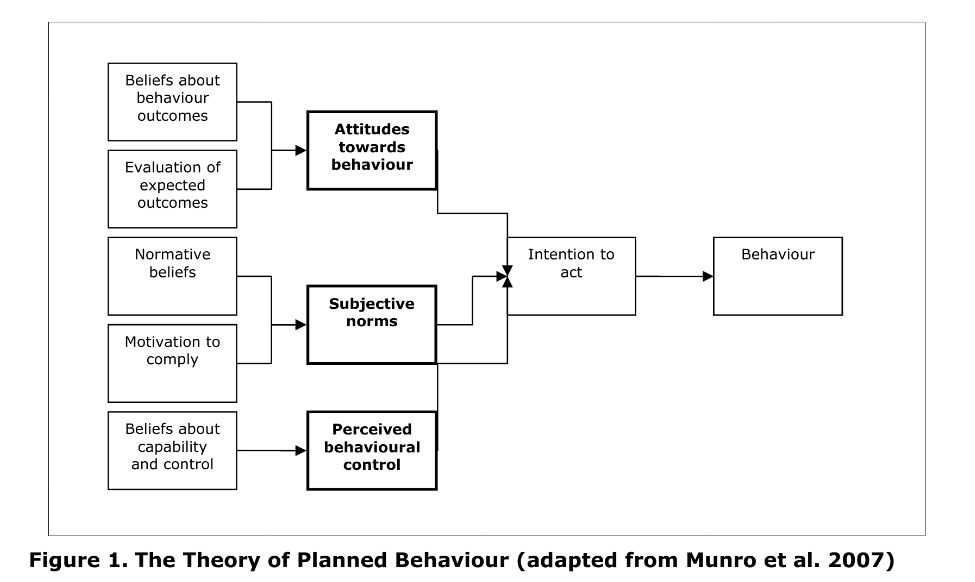 Beliefs about
behaviour
outcomes
Evaluation of
expected
outcomes
Normative
beliefs
Motivation to
comply
Beliefs about
capability
and control
Attitudes
towards
behaviour
Subjective
norms
Perceived
behavioural
control
Intention to
act
Behaviour
Figure 1. The Theory of Planned Behaviour (adapted from Munro et al. 2007)